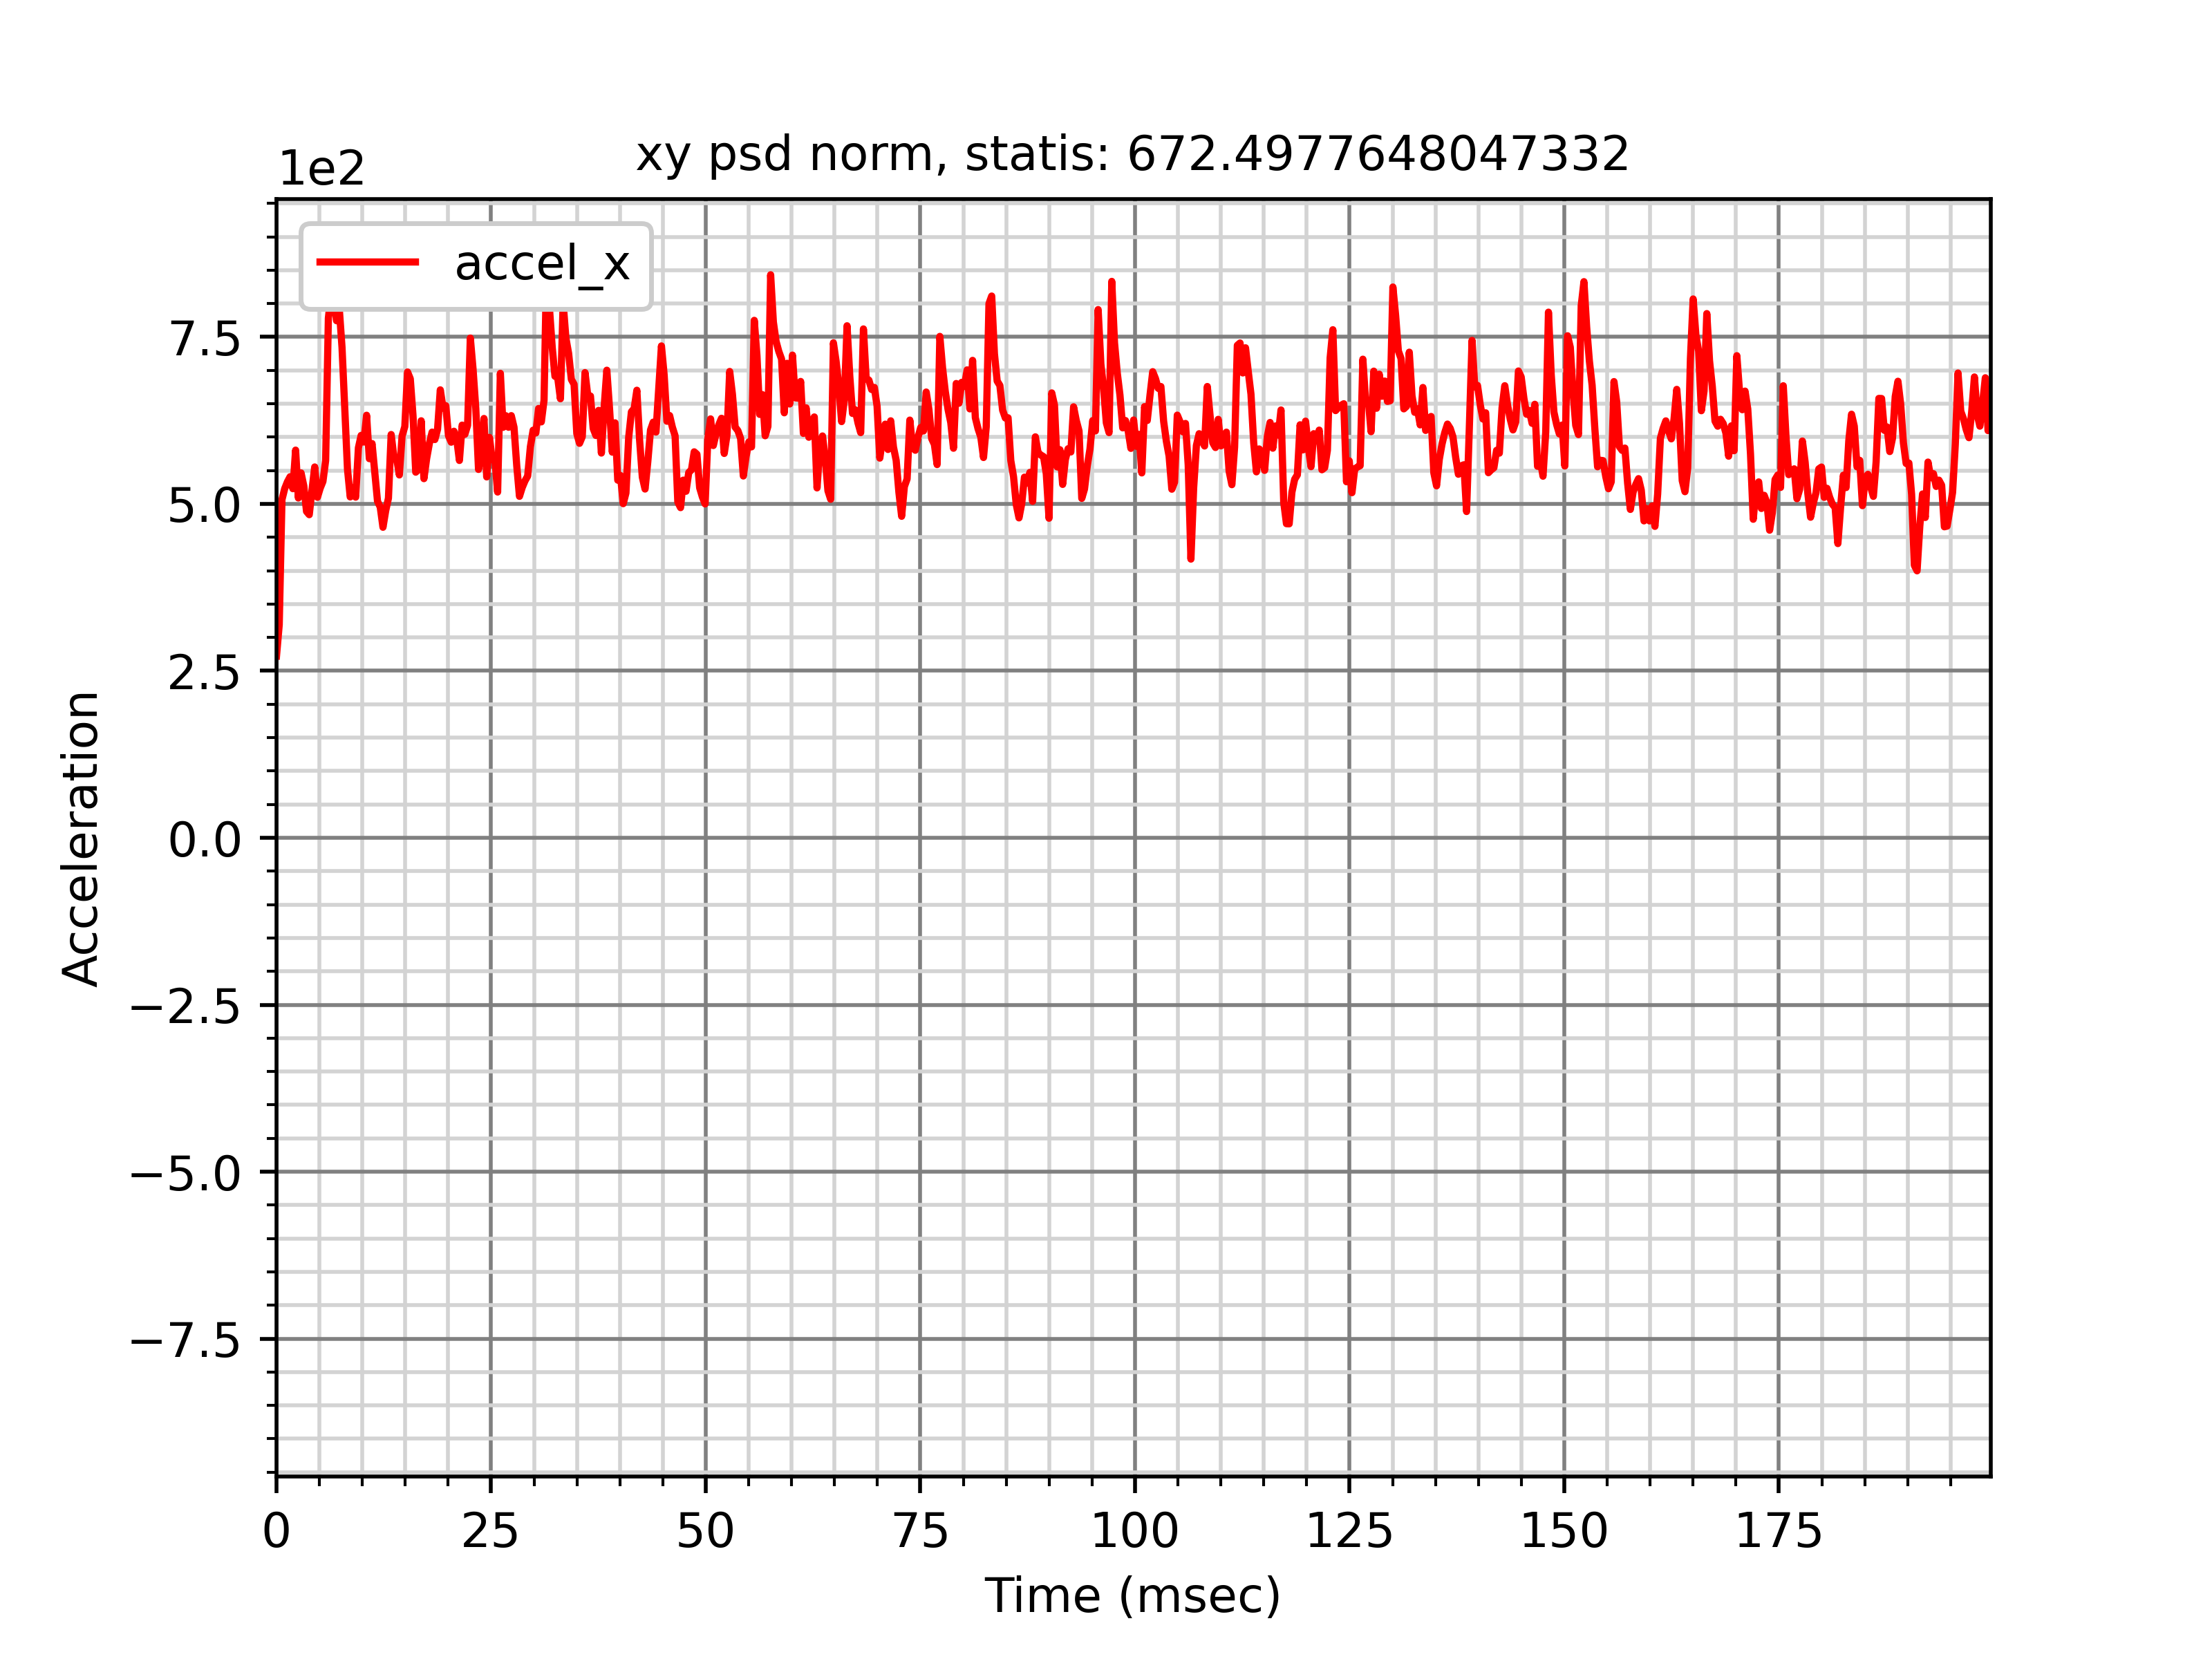 xy psd norm, statis: 672.4977648047332
1e2
accel_x
7.5
5.0
2.5
0.0
−2.5
−5.0
−7.5
Acceleration
0 25 50 75 100 125 150 175
Time (msec)